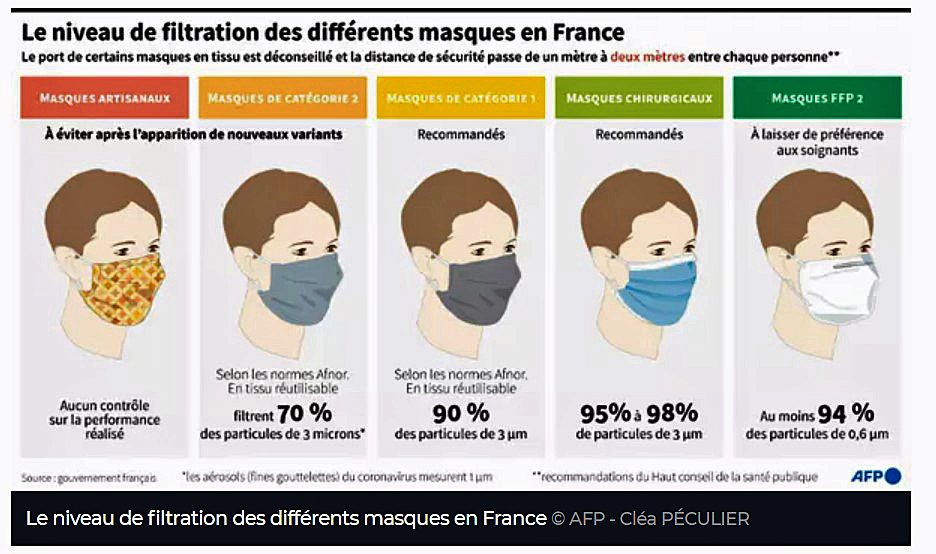 Le niveau de filtration des différents masques en France
Le port de certains masques en tissu est déconseillé et la distance de sécurité passe de un mètre à deux mètres entre chaque personne**
MASQUES ARTISANAUX
MASQUES DE CATÉGORIE 2
MASQUES DE CATÉGORIE 1
MASQUES CHIRURGICAUX
MASQUES FFP 2
À éviter après l'apparition de nouveaux variants
Recommandés
Recommandés
À laisser de préférence
aux soignants
Aucun contrôle
sur la performance
réalisé
Selon les normes Afnor.
En tissu réutilisable
filtrent 70 %
des particules de 3 microns*
Selon les normes Afnor.
En tissu réutilisable
90 %
des particules de 3 µm
95% à 98%
de particules de 3 µm
Au moins 94 %
des particules de 0,6 µm
Source : gouvernement français
*les aérosols (fines gouttelettes) du coronavirus mesurent 1 µm
**recommandations du Haut conseil de la santé publique
AFP
Le niveau de filtration des différents masques en France © AFP - Cléa PÉCULIER